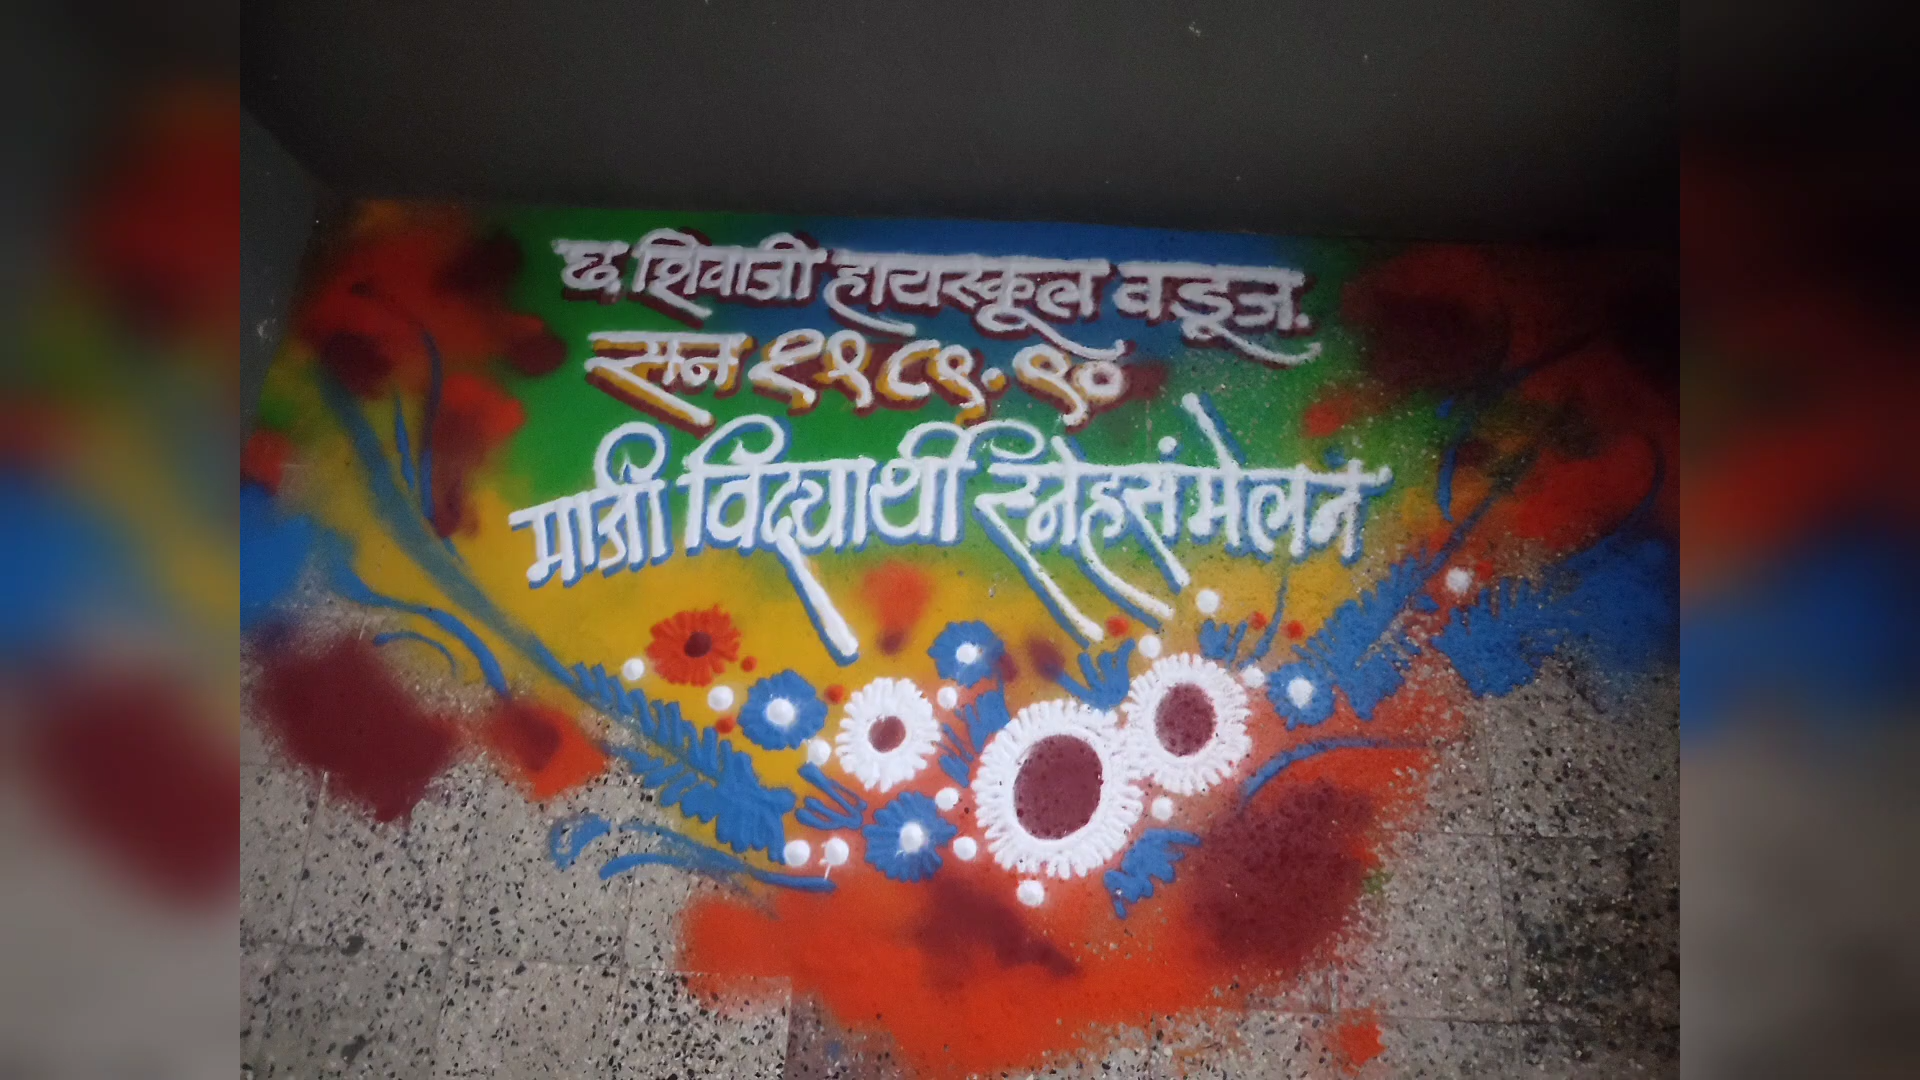 छ. शिवाजी हायस्कूल वडूज.
सन १९८९-९०
माजी विद्यार्थी स्नेहसंमेलन